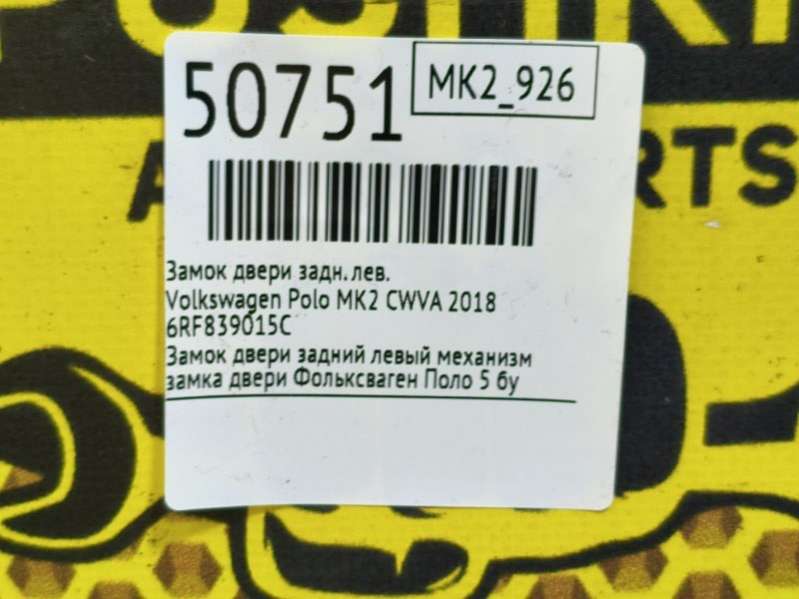 50751
MK2_926
RTS
Замок двери задн. лев.
Volkswagen Polo MK2 CWVA 2018
6RF839015C
Замок двери задний левый механизм
замка двери Фольксваген Поло 5 бу